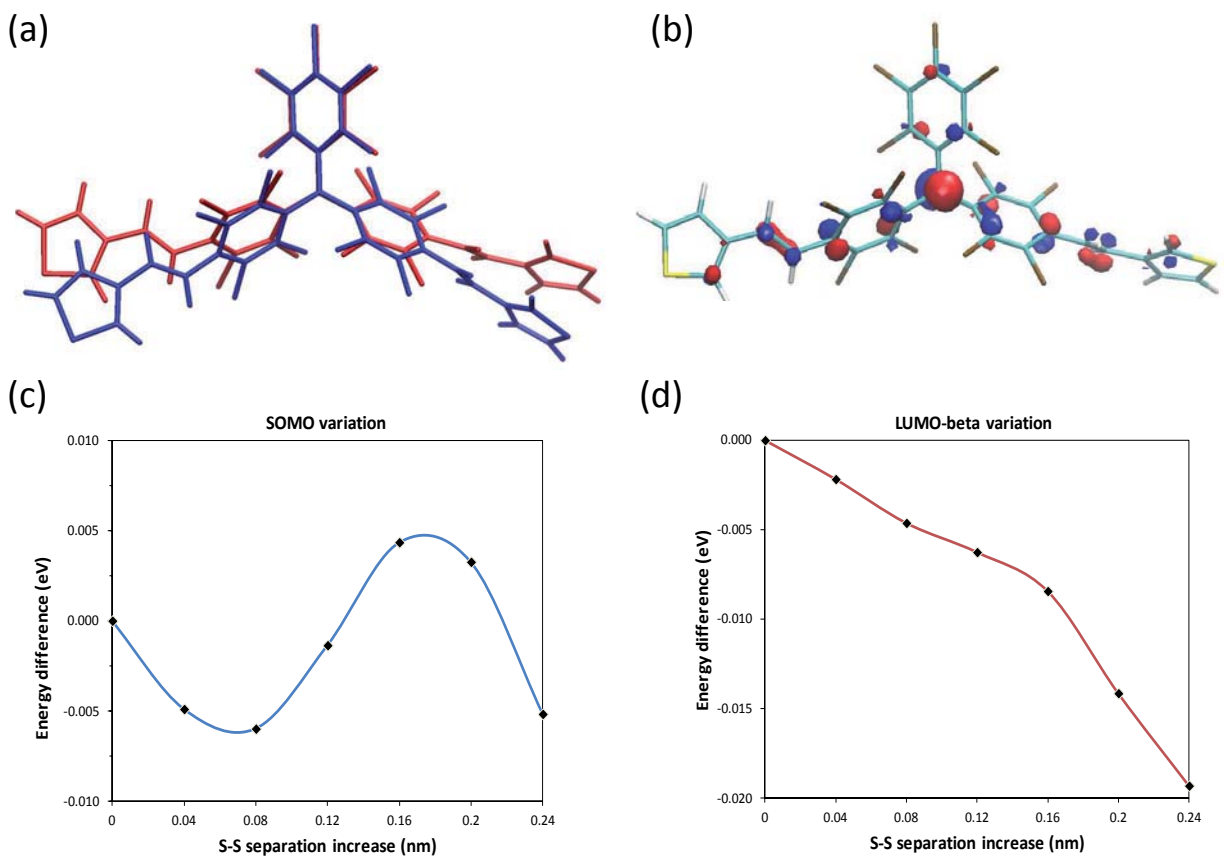 (a)
(b)
(c)
(d)
SOMO variation
0.010
0.005
0.000
-0.005
-0.010
Energy difference (eV)
0 0.04 0.08 0.12 0.16 0.20 0.24
S-S separation increase (nm)
LUMO-beta variation
0.000
-0.005
-0.010
-0.015
-0.020
Energy difference (eV)
0 0.04 0.08 0.12 0.16 0.20 0.24
S-S separation increase (nm)